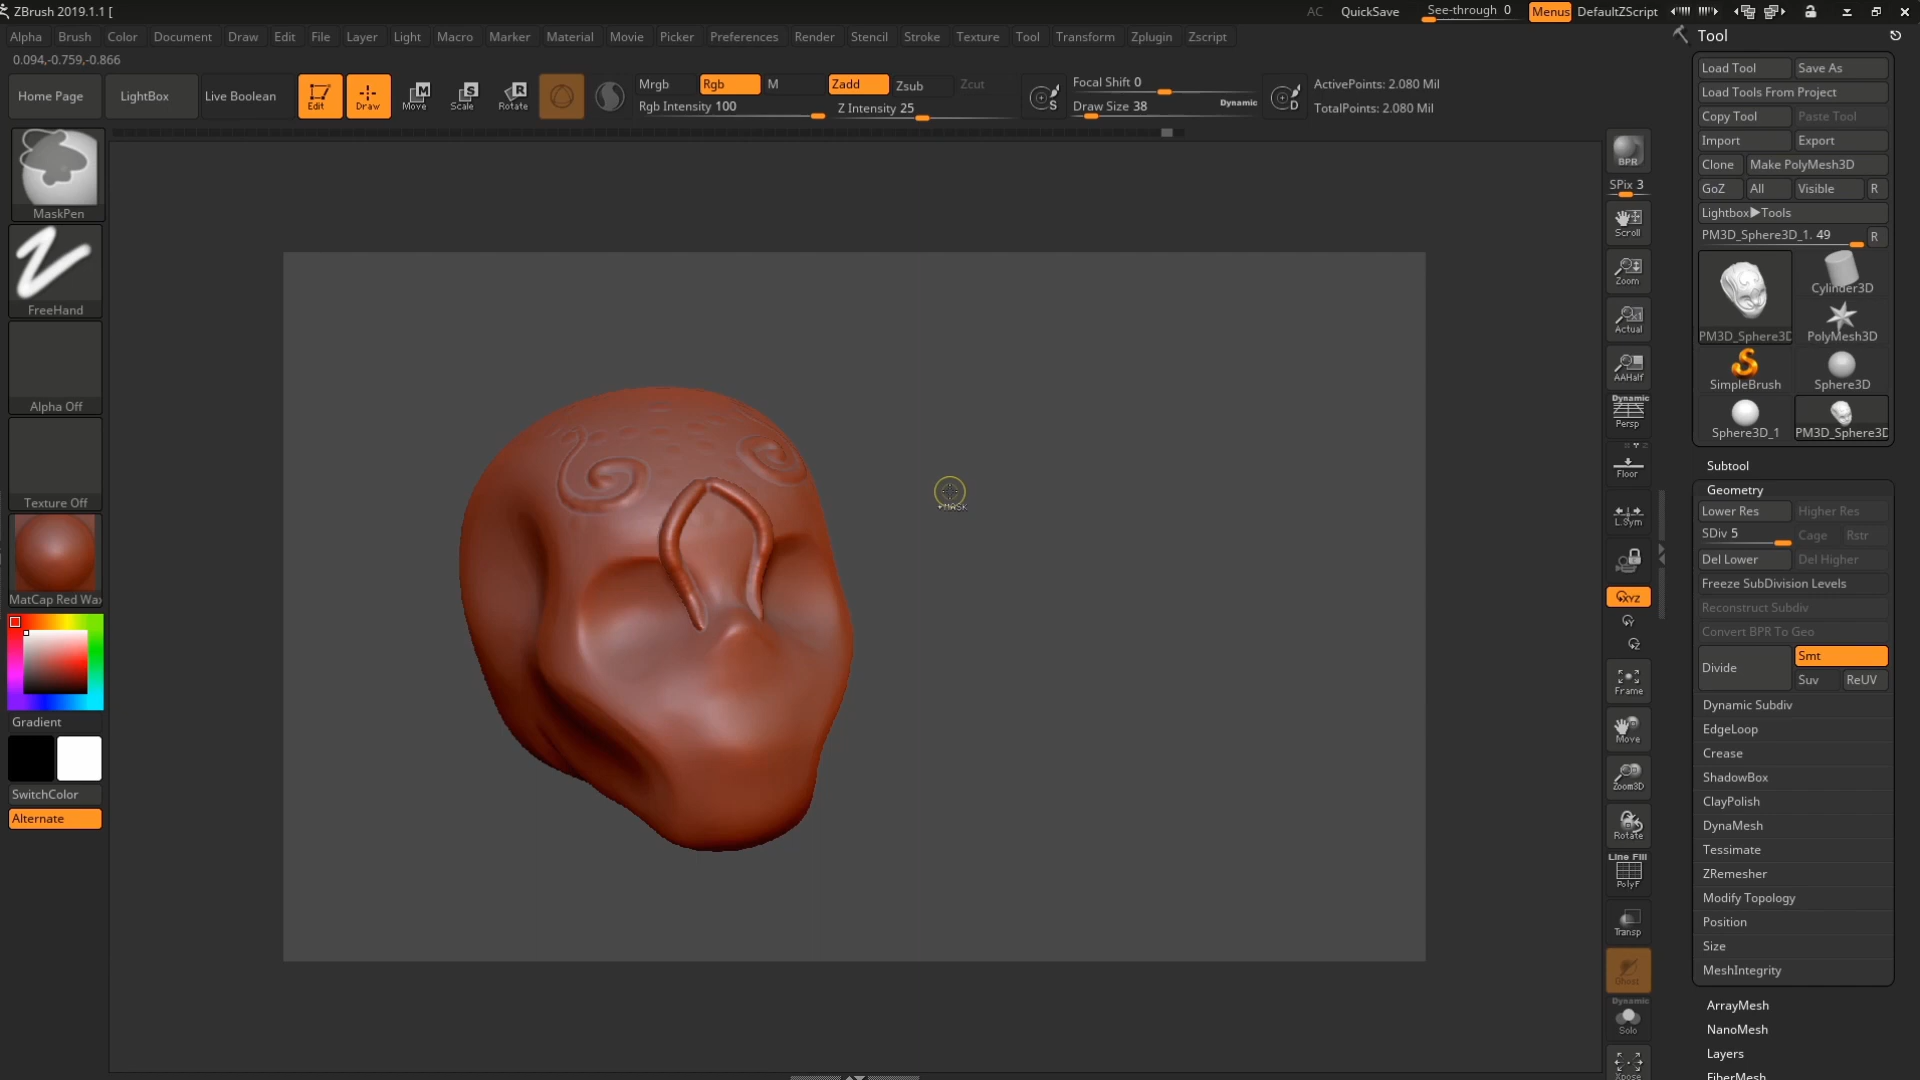 ZBrush 2019.1.1 [
AC QuickSave See-through 0 Menus DefaultZScript
Alpha Brush Color Document Draw Edit File Layer Light Macro Marker Material Movie Picker Preferences Render Stencil Stroke Texture Tool Transform Zplugin Zscript
0.094,-0.759,-0.866
Home Page LightBox Live Boolean Edit Draw Move Scale Rotate
M S R
Mrgb Rgb M Zadd Zsub Zcut
Rgb Intensity 100 Z Intensity 25
S Focal Shift 0
Draw Size 38 Dynamic
D ActivePoints: 2.080 Mil
TotalPoints: 2.080 Mil
MaskPen
FreeHand
Alpha Off
Texture Off
MatCap Red Wax
Gradient
SwitchColor
Alternate
+MASK
BPR
SPix 3
Scroll
Zoom
Actual
AAHalf
Dynamic
Persp
Floor
L.Sym
XYZ
Y
Z
Frame
Move
Zoom3D
Rotate
Line Fill
PolyF
Transp
Ghost
Dynamic
Solo
Xpose
Tool
Load Tool Save As
Load Tools From Project
Copy Tool Paste Tool
Import Export
Clone Make PolyMesh3D
GoZ All Visible R
Lightbox▶Tools
PM3D_Sphere3D_1. 49 R
PM3D_Sphere3D Cylinder3D
PolyMesh3D
SimpleBrush Sphere3D
Sphere3D_1 PM3D_Sphere3D
Subtool
Geometry
Lower Res Higher Res
SDiv 5 Cage Rstr
Del Lower Del Higher
Freeze SubDivision Levels
Reconstruct Subdiv
Convert BPR To Geo
Divide Smt
Suv ReUV
Dynamic Subdiv
EdgeLoop
Crease
ShadowBox
ClayPolish
DynaMesh
Tessimate
ZRemesher
Modify Topology
Position
Size
MeshIntegrity
ArrayMesh
NanoMesh
Layers
FiberMesh